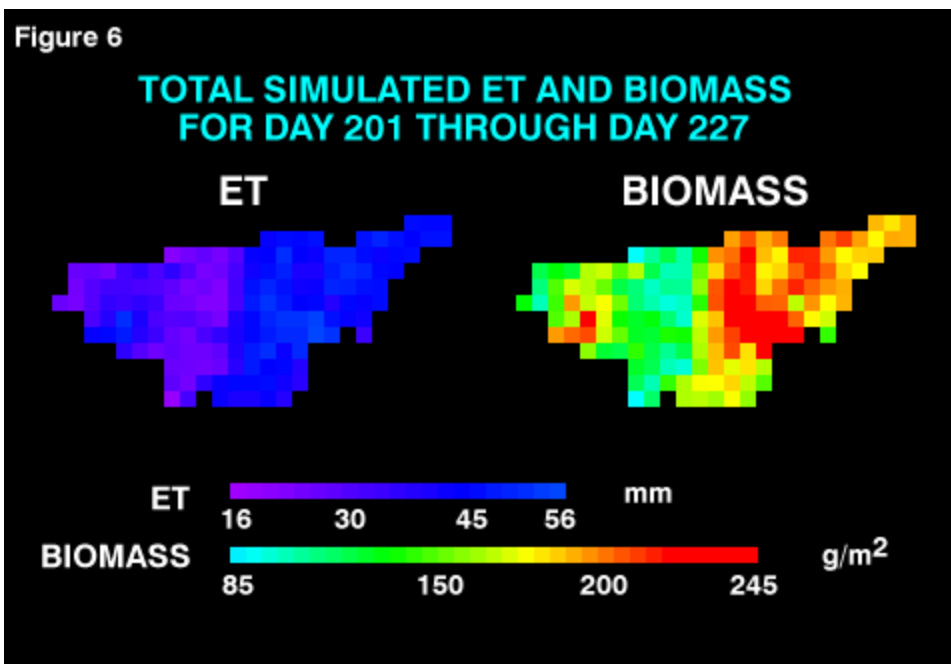 Figure 6
TOTAL SIMULATED ET AND BIOMASS
FOR DAY 201 THROUGH DAY 227
ET BIOMASS
ET mm
16 30 45 56
BIOMASS g/m²
85 150 200 245